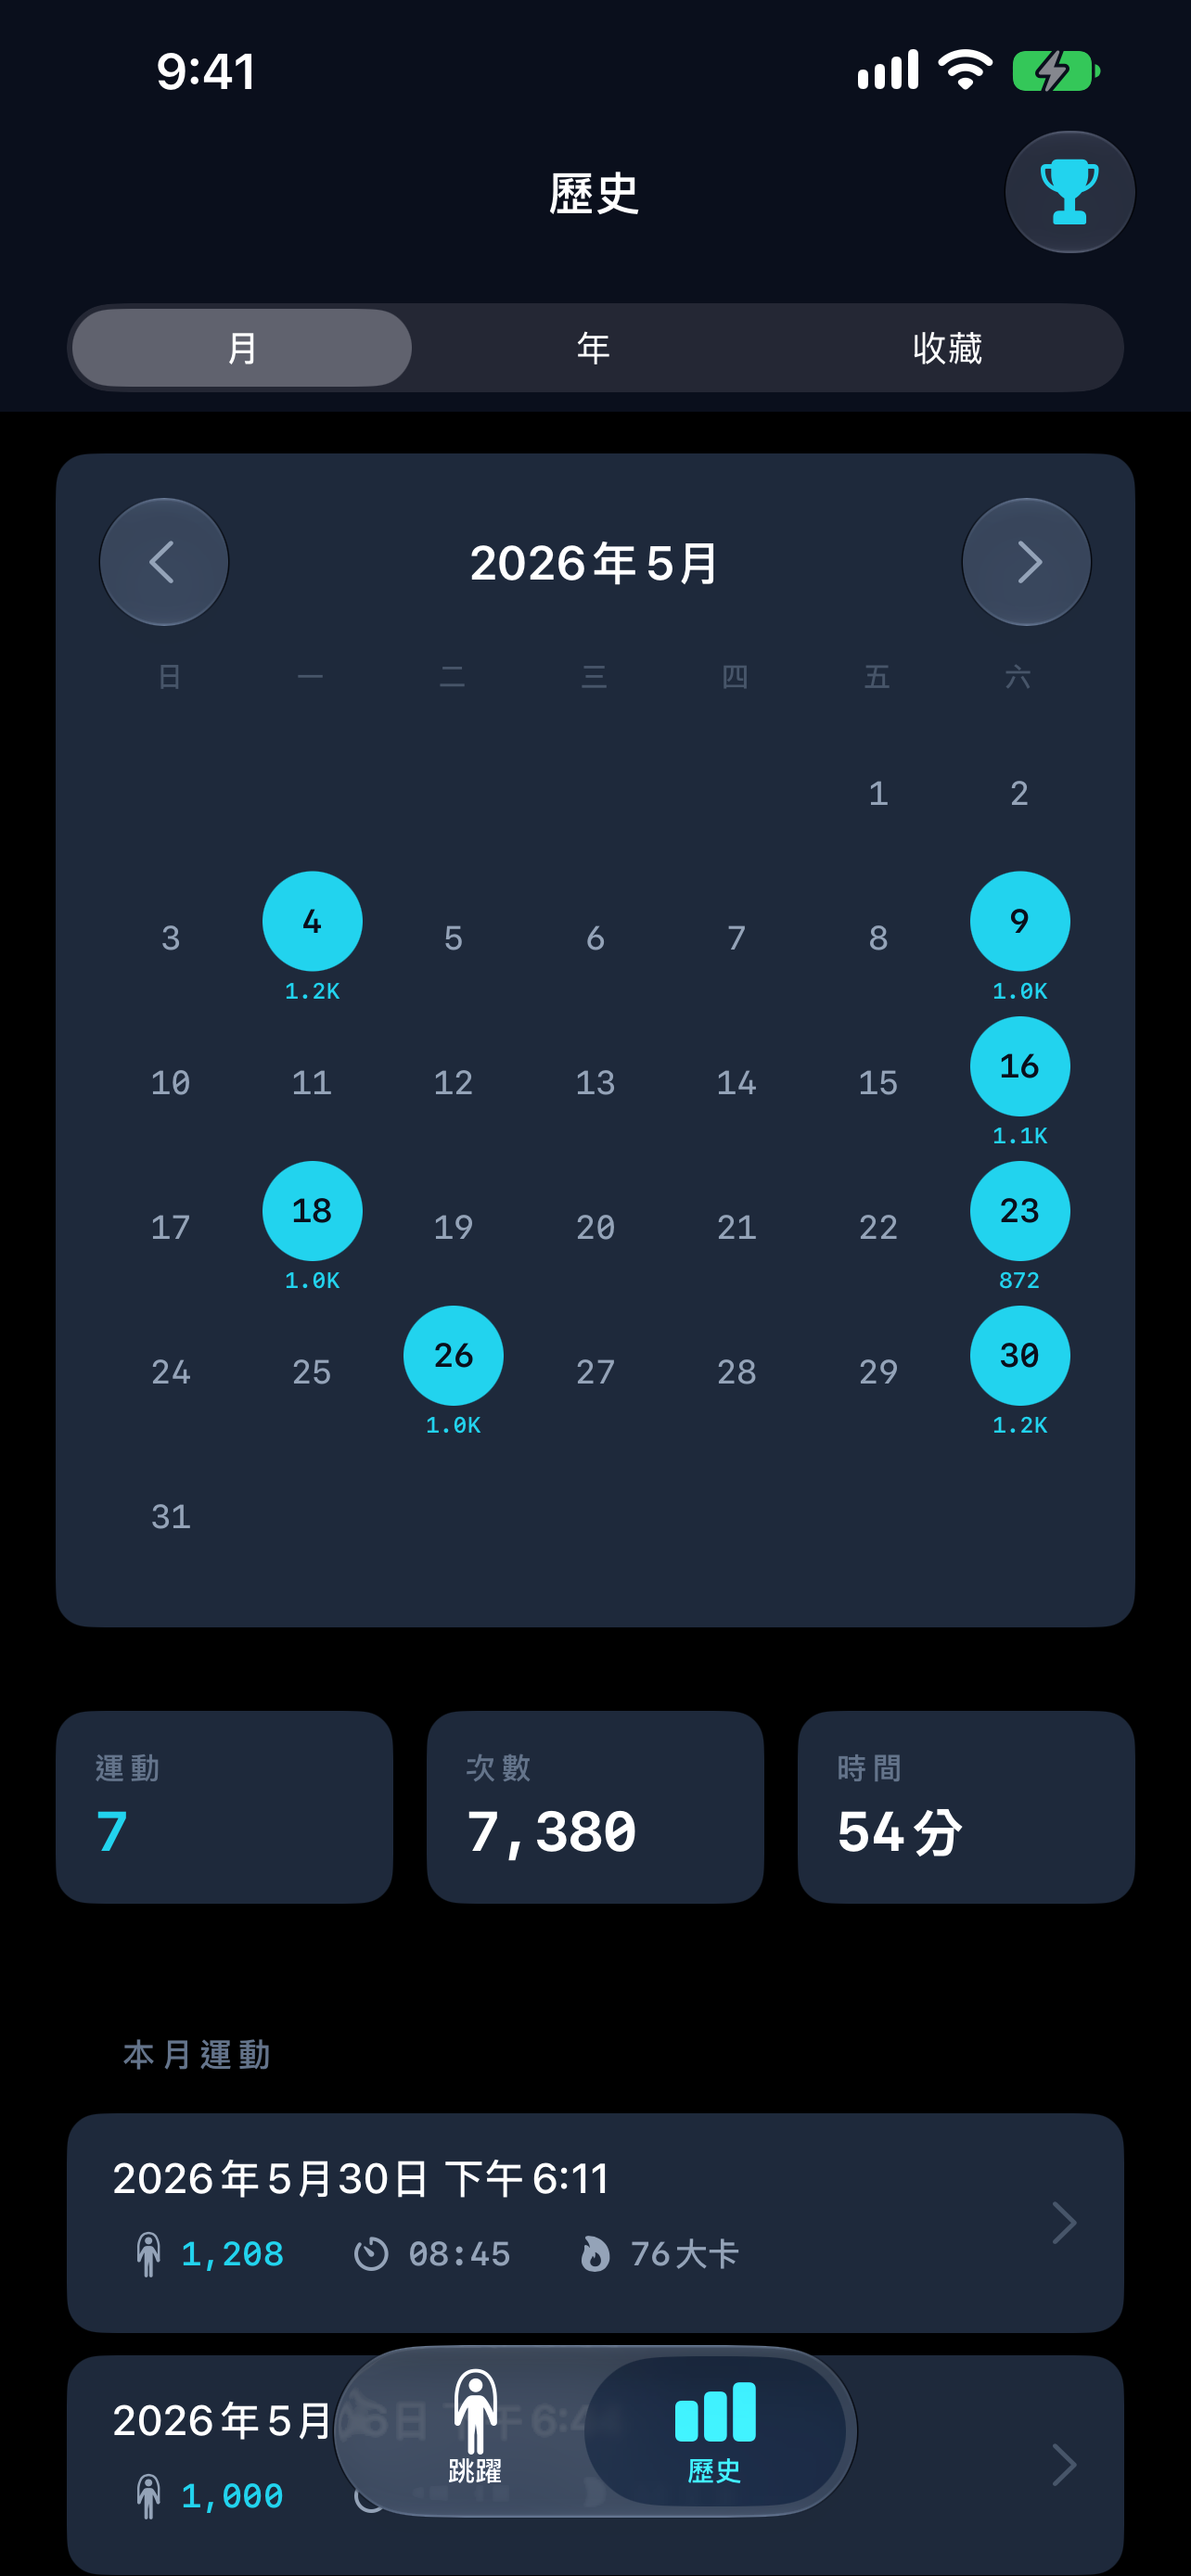 9:41
歷史
月 年 收藏
2026年5月
日 一 二 三 四 五 六
1 2
3 4 5 6 7 8 9
1.2K 1.0K
10 11 12 13 14 15 16
1.1K
17 18 19 20 21 22 23
1.0K 872
24 25 26 27 28 29 30
1.0K 1.2K
31
運動 次數 時間
7 7,380 54分
本月運動
2026年5月30日 下午6:11
1,208 08:45 76大卡
2026年5月
1,000
跳躍 歷史